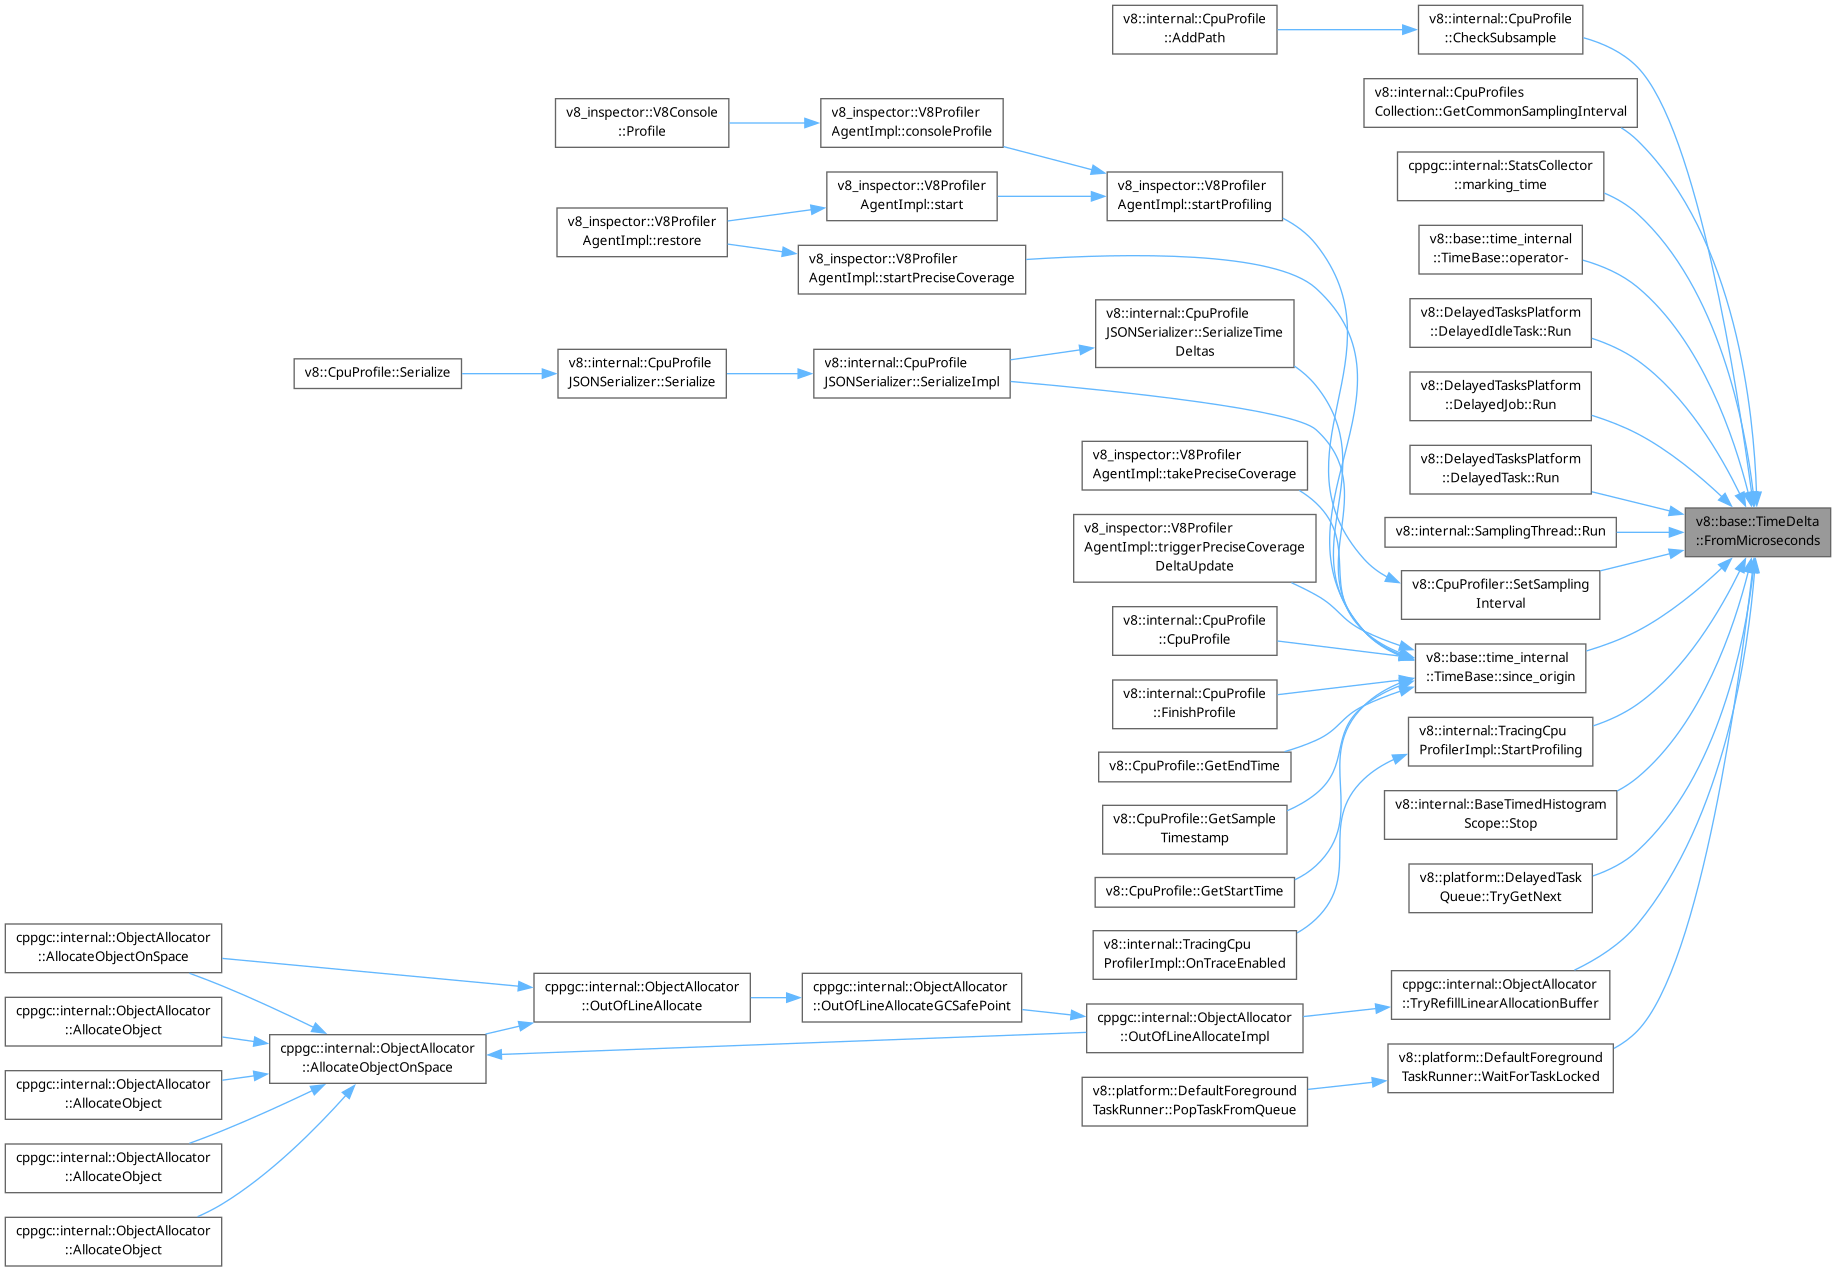 v8::internal::CpuProfile
::AddPath
v8::internal::CpuProfile
::CheckSubsample
v8::internal::CpuProfiles
Collection::GetCommonSamplingInterval
v8_inspector::V8Console
::Profile
v8_inspector::V8Profiler
AgentImpl::consoleProfile
cppgc::internal::StatsCollector
::marking_time
v8_inspector::V8Profiler
AgentImpl::start
v8_inspector::V8Profiler
AgentImpl::startProfiling
v8_inspector::V8Profiler
AgentImpl::restore
v8::base::time_internal
::TimeBase::operator-
v8_inspector::V8Profiler
AgentImpl::startPreciseCoverage
v8::DelayedTasksPlatform
::DelayedIdleTask::Run
v8::internal::CpuProfile
JSONSerializer::SerializeTime
Deltas
v8::CpuProfile::Serialize
v8::internal::CpuProfile
JSONSerializer::Serialize
v8::internal::CpuProfile
JSONSerializer::SerializeImpl
v8::DelayedTasksPlatform
::DelayedJob::Run
v8_inspector::V8Profiler
AgentImpl::takePreciseCoverage
v8::DelayedTasksPlatform
::DelayedTask::Run
v8::base::TimeDelta
::FromMicroseconds
v8::internal::SamplingThread::Run
v8_inspector::V8Profiler
AgentImpl::triggerPreciseCoverage
DeltaUpdate
v8::CpuProfiler::SetSampling
Interval
v8::internal::CpuProfile
::CpuProfile
v8::base::time_internal
::TimeBase::since_origin
v8::internal::CpuProfile
::FinishProfile
v8::internal::TracingCpu
ProfilerImpl::StartProfiling
v8::CpuProfile::GetEndTime
v8::internal::BaseTimedHistogram
Scope::Stop
v8::CpuProfile::GetSample
Timestamp
v8::platform::DelayedTask
Queue::TryGetNext
v8::CpuProfile::GetStartTime
v8::internal::TracingCpu
ProfilerImpl::OnTraceEnabled
cppgc::internal::ObjectAllocator
::AllocateObjectOnSpace
cppgc::internal::ObjectAllocator
::OutOfLineAllocate
cppgc::internal::ObjectAllocator
::OutOfLineAllocateGCSafePoint
cppgc::internal::ObjectAllocator
::TryRefillLinearAllocationBuffer
cppgc::internal::ObjectAllocator
::AllocateObject
cppgc::internal::ObjectAllocator
::OutOfLineAllocateImpl
cppgc::internal::ObjectAllocator
::AllocateObjectOnSpace
v8::platform::DefaultForeground
TaskRunner::WaitForTaskLocked
cppgc::internal::ObjectAllocator
::AllocateObject
v8::platform::DefaultForeground
TaskRunner::PopTaskFromQueue
cppgc::internal::ObjectAllocator
::AllocateObject
cppgc::internal::ObjectAllocator
::AllocateObject